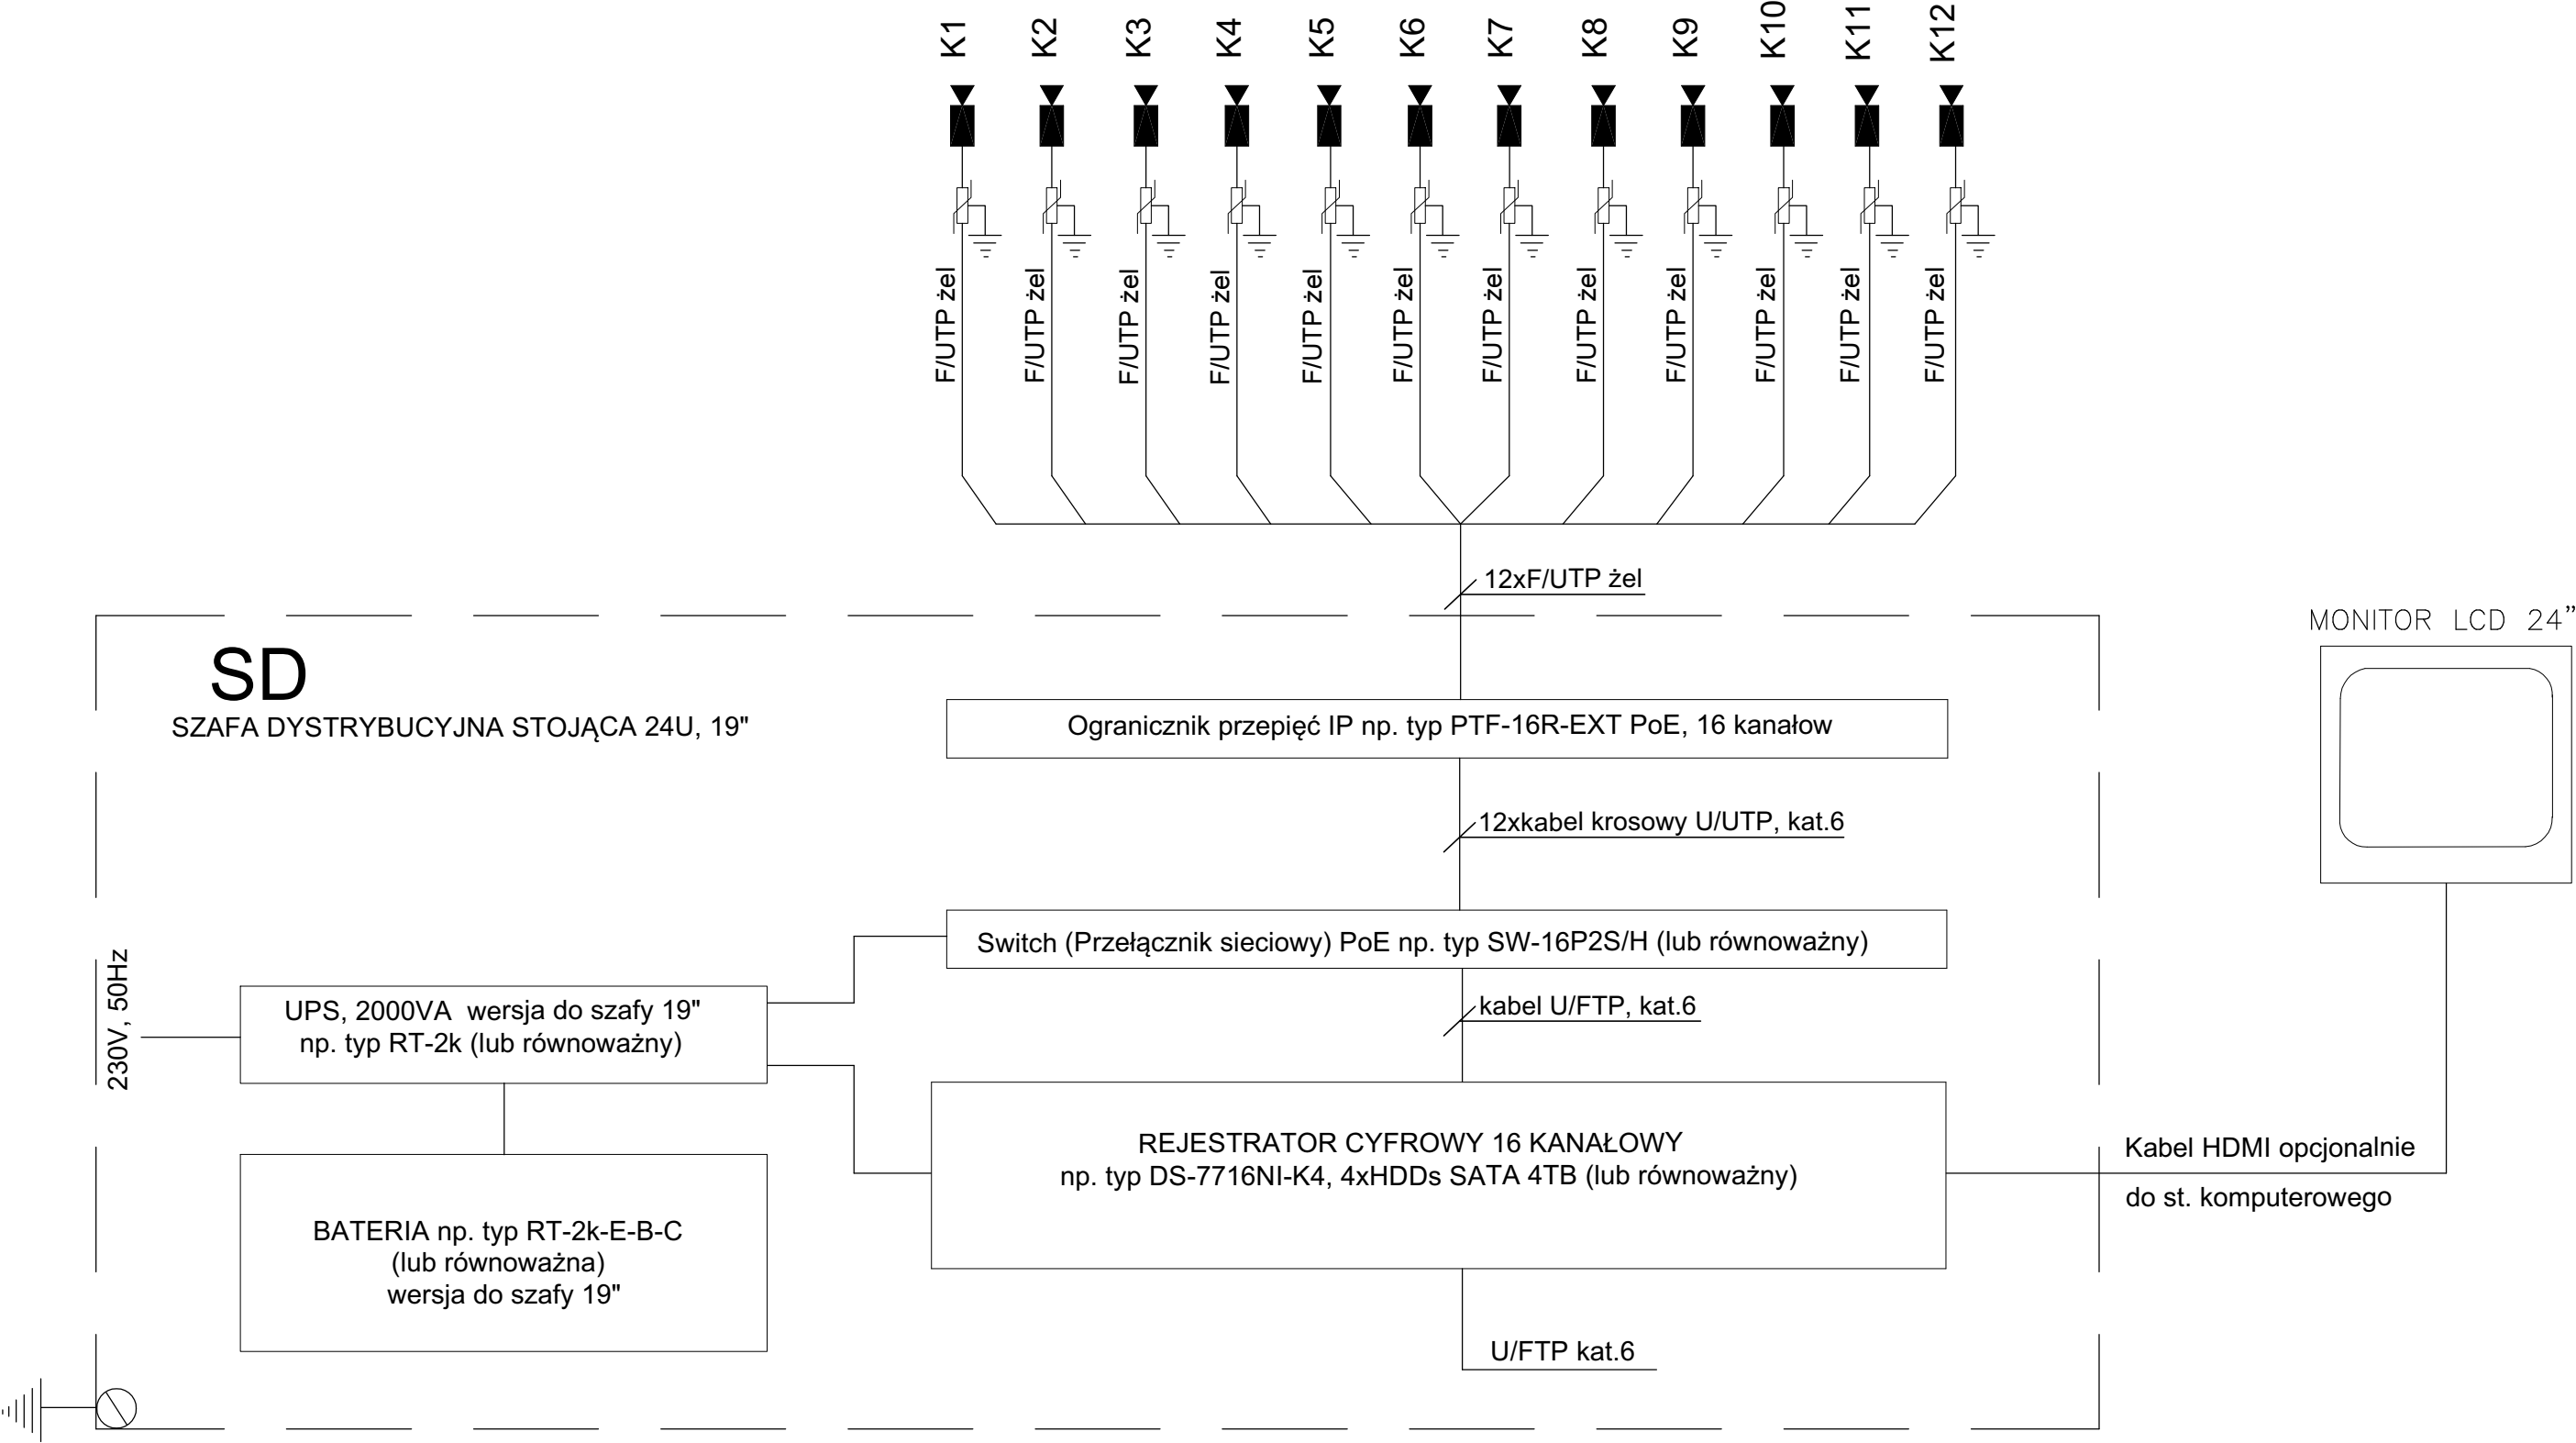 K1 K2 K3 K4 K5 K6 K7 K8 K9 K10 K11 K12
F/UTP żel F/UTP żel F/UTP żel F/UTP żel F/UTP żel F/UTP żel F/UTP żel F/UTP żel F/UTP żel F/UTP żel F/UTP żel F/UTP żel
12xF/UTP żel
MONITOR LCD 24"
SD
SZAFA DYSTRYBUCYJNA STOJĄCA 24U, 19"
Ogranicznik przepięć IP np. typ PTF-16R-EXT PoE, 16 kanałow
12xkabel krosowy U/UTP, kat.6
Switch (Przełącznik sieciowy) PoE np. typ SW-16P2S/H (lub równoważny)
230V, 50Hz
UPS, 2000VA wersja do szafy 19"
np. typ RT-2k (lub równoważny)
kabel U/FTP, kat.6
REJESTRATOR CYFROWY 16 KANAŁOWY
np. typ DS-7716NI-K4, 4xHDDs SATA 4TB (lub równoważny)
Kabel HDMI opcjonalnie
do st. komputerowego
BATERIA np. typ RT-2k-E-B-C
(lub równoważna)
wersja do szafy 19"
U/FTP kat.6